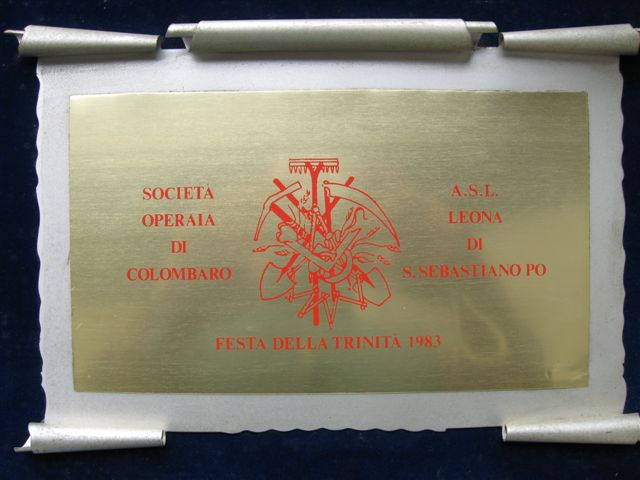 SOCIETÀ
OPERAIA
DI
COLOMBARO
A.S.L.
LEONA
DI
S. SEBASTIANO PO
FESTA DELLA TRINITÀ 1983